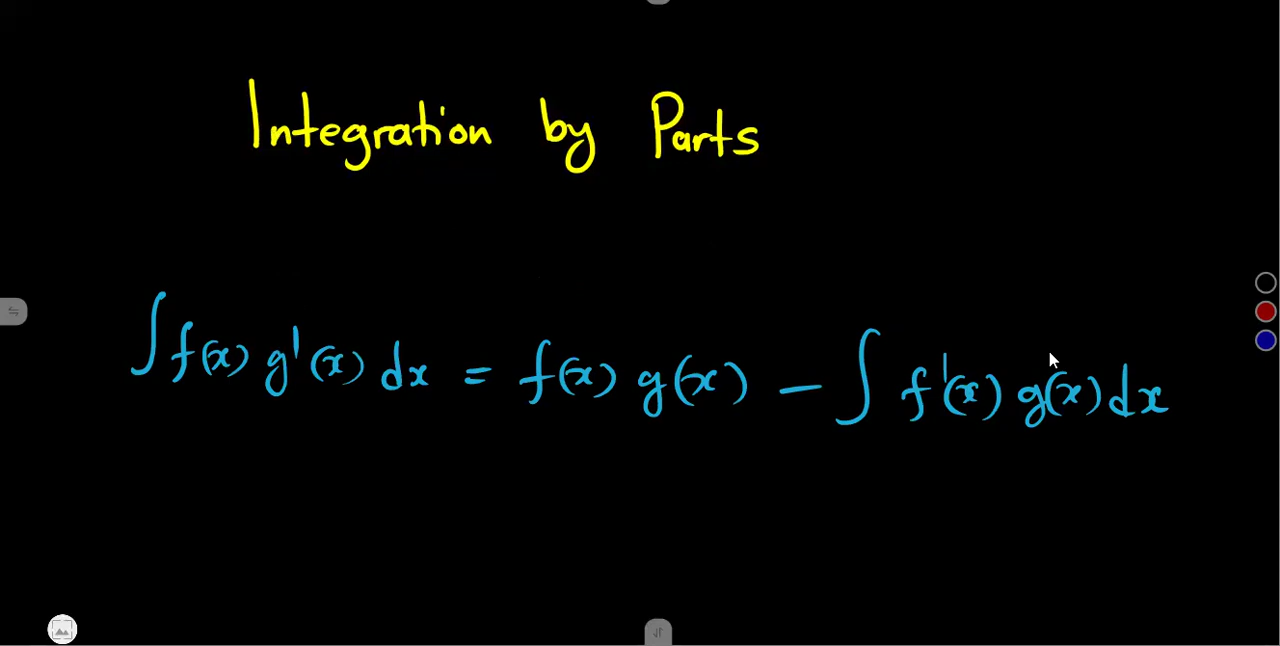 Integration by Parts
∫f(x) g'(x) dx = f(x) g(x) − ∫ f'(x) g(x) dx